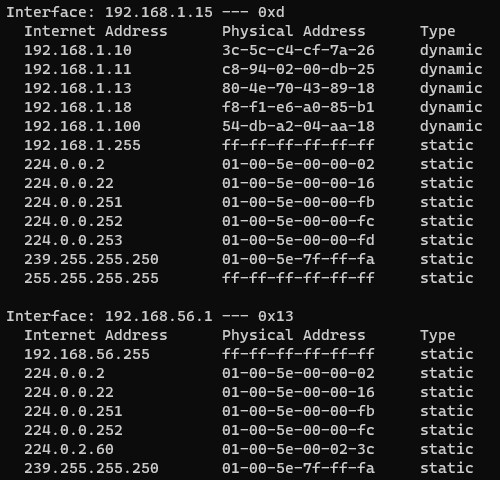 Interface: 192.168.1.15 --- 0xd
  Internet Address      Physical Address      Type
  192.168.1.10          3c-5c-c4-cf-7a-26     dynamic
  192.168.1.11          c8-94-02-00-db-25     dynamic
  192.168.1.13          80-4e-70-43-89-18     dynamic
  192.168.1.18          f8-f1-e6-a0-85-b1     dynamic
  192.168.1.100         54-db-a2-04-aa-18     dynamic
  192.168.1.255         ff-ff-ff-ff-ff-ff     static
  224.0.0.2             01-00-5e-00-00-02     static
  224.0.0.22            01-00-5e-00-00-16     static
  224.0.0.251           01-00-5e-00-00-fb     static
  224.0.0.252           01-00-5e-00-00-fc     static
  224.0.0.253           01-00-5e-00-00-fd     static
  239.255.255.250       01-00-5e-7f-ff-fa     static
  255.255.255.255       ff-ff-ff-ff-ff-ff     static

Interface: 192.168.56.1 --- 0x13
  Internet Address      Physical Address      Type
  192.168.56.255        ff-ff-ff-ff-ff-ff     static
  224.0.0.2             01-00-5e-00-00-02     static
  224.0.0.22            01-00-5e-00-00-16     static
  224.0.0.251           01-00-5e-00-00-fb     static
  224.0.0.252           01-00-5e-00-00-fc     static
  224.0.2.60            01-00-5e-00-02-3c     static
  239.255.255.250       01-00-5e-7f-ff-fa     static